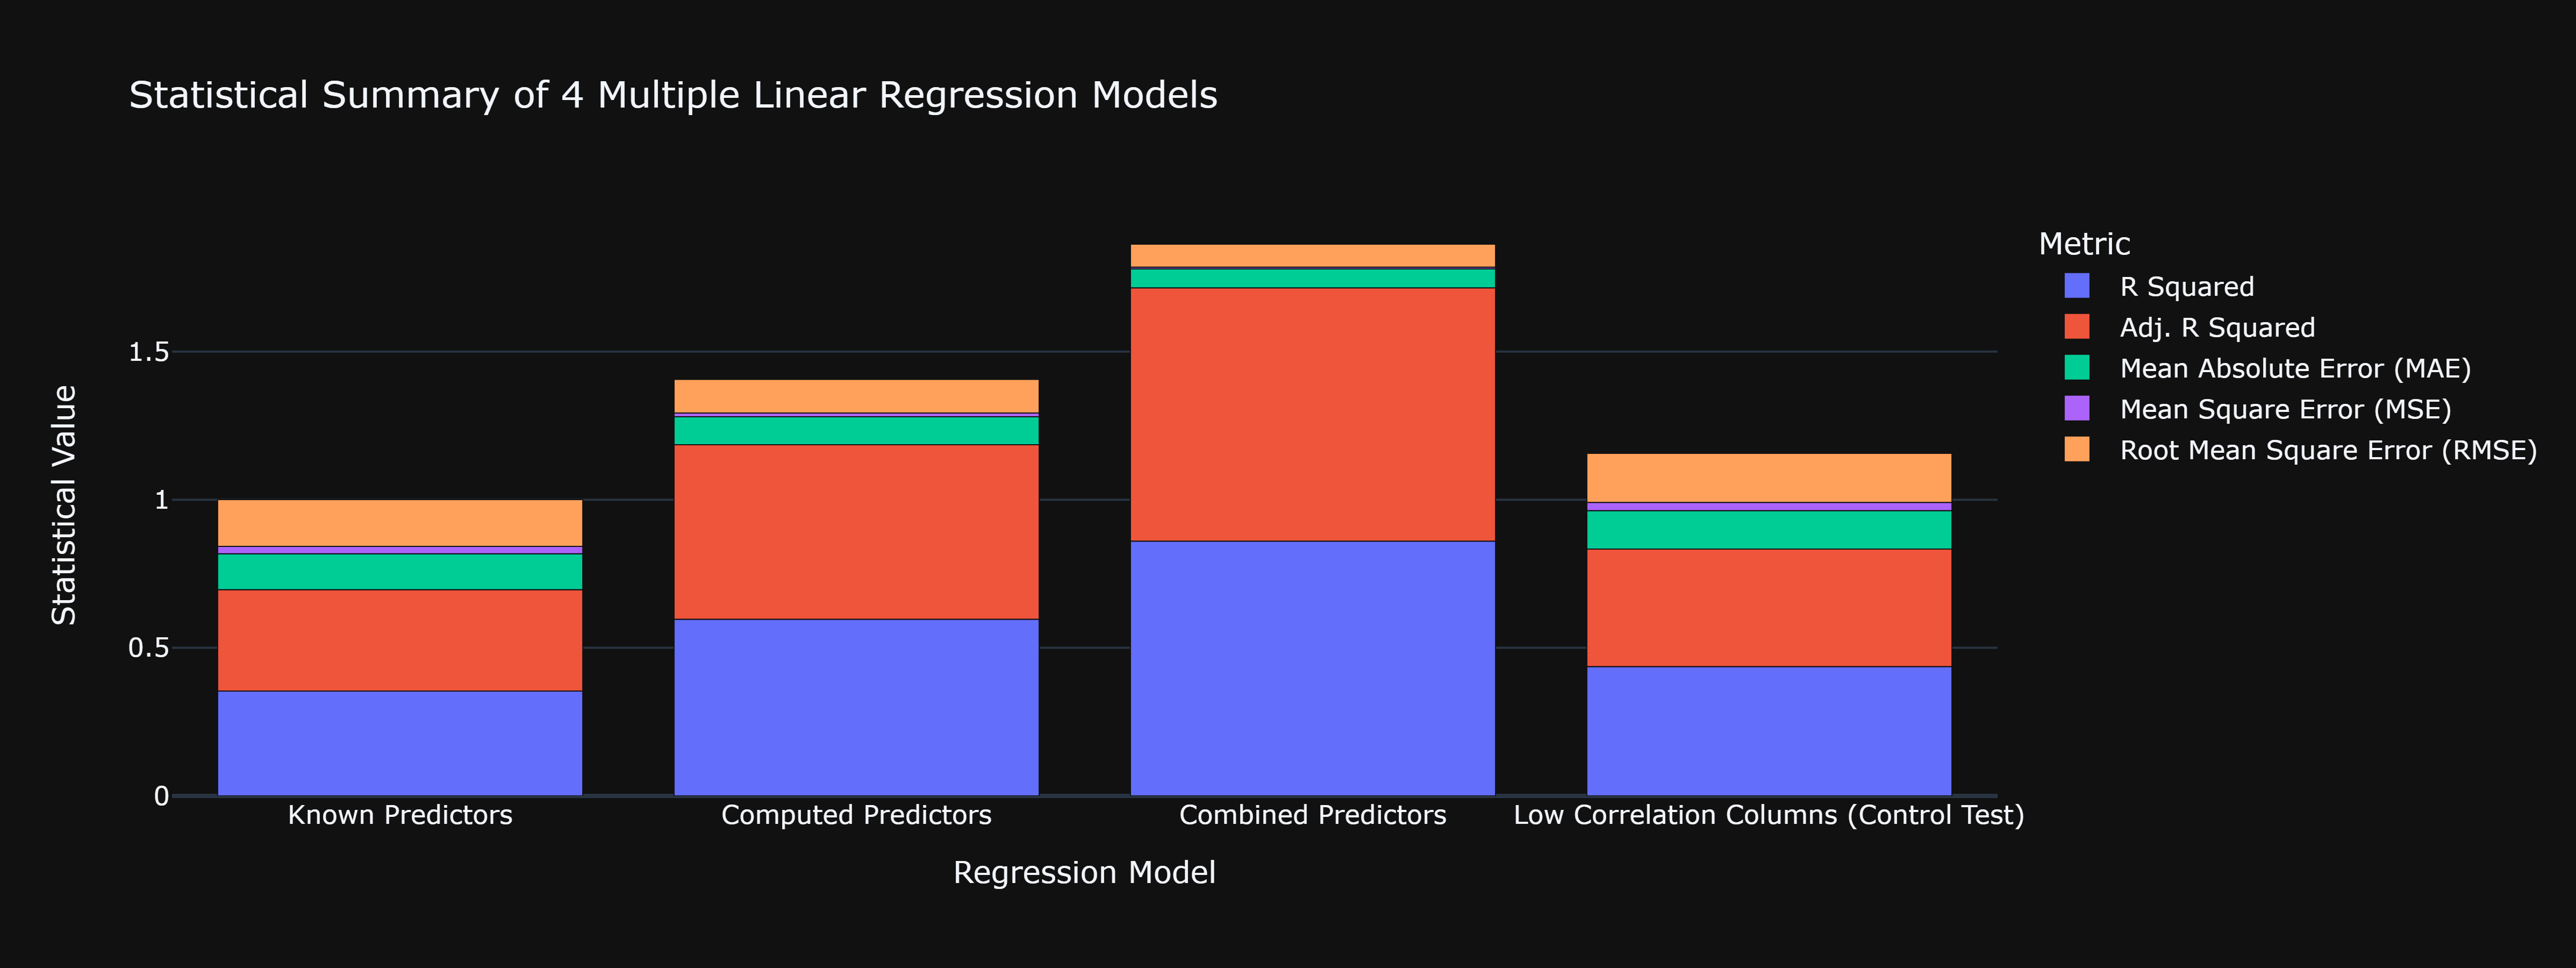 Statistical Summary of 4 Multiple Linear Regression Models
Statistical Value
1.5
1
0.5
0
Known Predictors
Computed Predictors
Combined Predictors
Low Correlation Columns (Control Test)
Regression Model
Metric
R Squared
Adj. R Squared
Mean Absolute Error (MAE)
Mean Square Error (MSE)
Root Mean Square Error (RMSE)